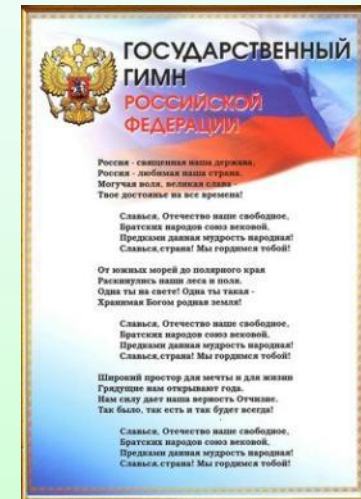 ГОСУДАРСТВЕННЫЙ
ГИМН
РОССИЙСКОЙ
ФЕДЕРАЦИИ
Россия - священная наша держава,
Россия - любимая наша страна.
Могучая воля, великая слава -
Твое достоянье на все времена!
Славься, Отечество наше свободное,
Братских народов союз вековой,
Предками данная мудрость народная!
Славься,страна! Мы гордимся тобой!
От южных морей до полярного края
Раскинулись наши леса и поля.
Одна ты на свете! Одна ты такая -
Хранимая Богом родная земля!
Славься, Отечество наше свободное,
Братских народов союз вековой,
Предками данная мудрость народная!
Славься,страна! Мы гордимся тобой!
Широкий простор для мечты и для жизни
Грядущие нам открывают года.
Нам силу дает наша верность Отчизне.
Так было, так есть и так будет всегда!
Славься, Отечество наше свободное,
Братских народов союз вековой,
Предками данная мудрость народная!
Славься,страна! Мы гордимся тобой!